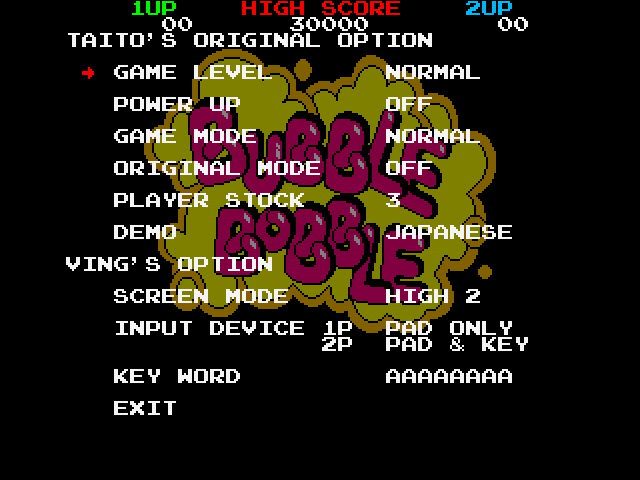 1UP HIGH SCORE 2UP
00 30000 00
TAITO'S ORIGINAL OPTION
GAME LEVEL NORMAL
POWER UP OFF
GAME MODE NORMAL
ORIGINAL MODE OFF
PLAYER STOCK 3
DEMO JAPANESE
VING'S OPTION
SCREEN MODE HIGH 2
INPUT DEVICE 1P PAD ONLY
2P PAD & KEY
KEY WORD AAAAAAAA
EXIT
BUBBLE
BOBBLE